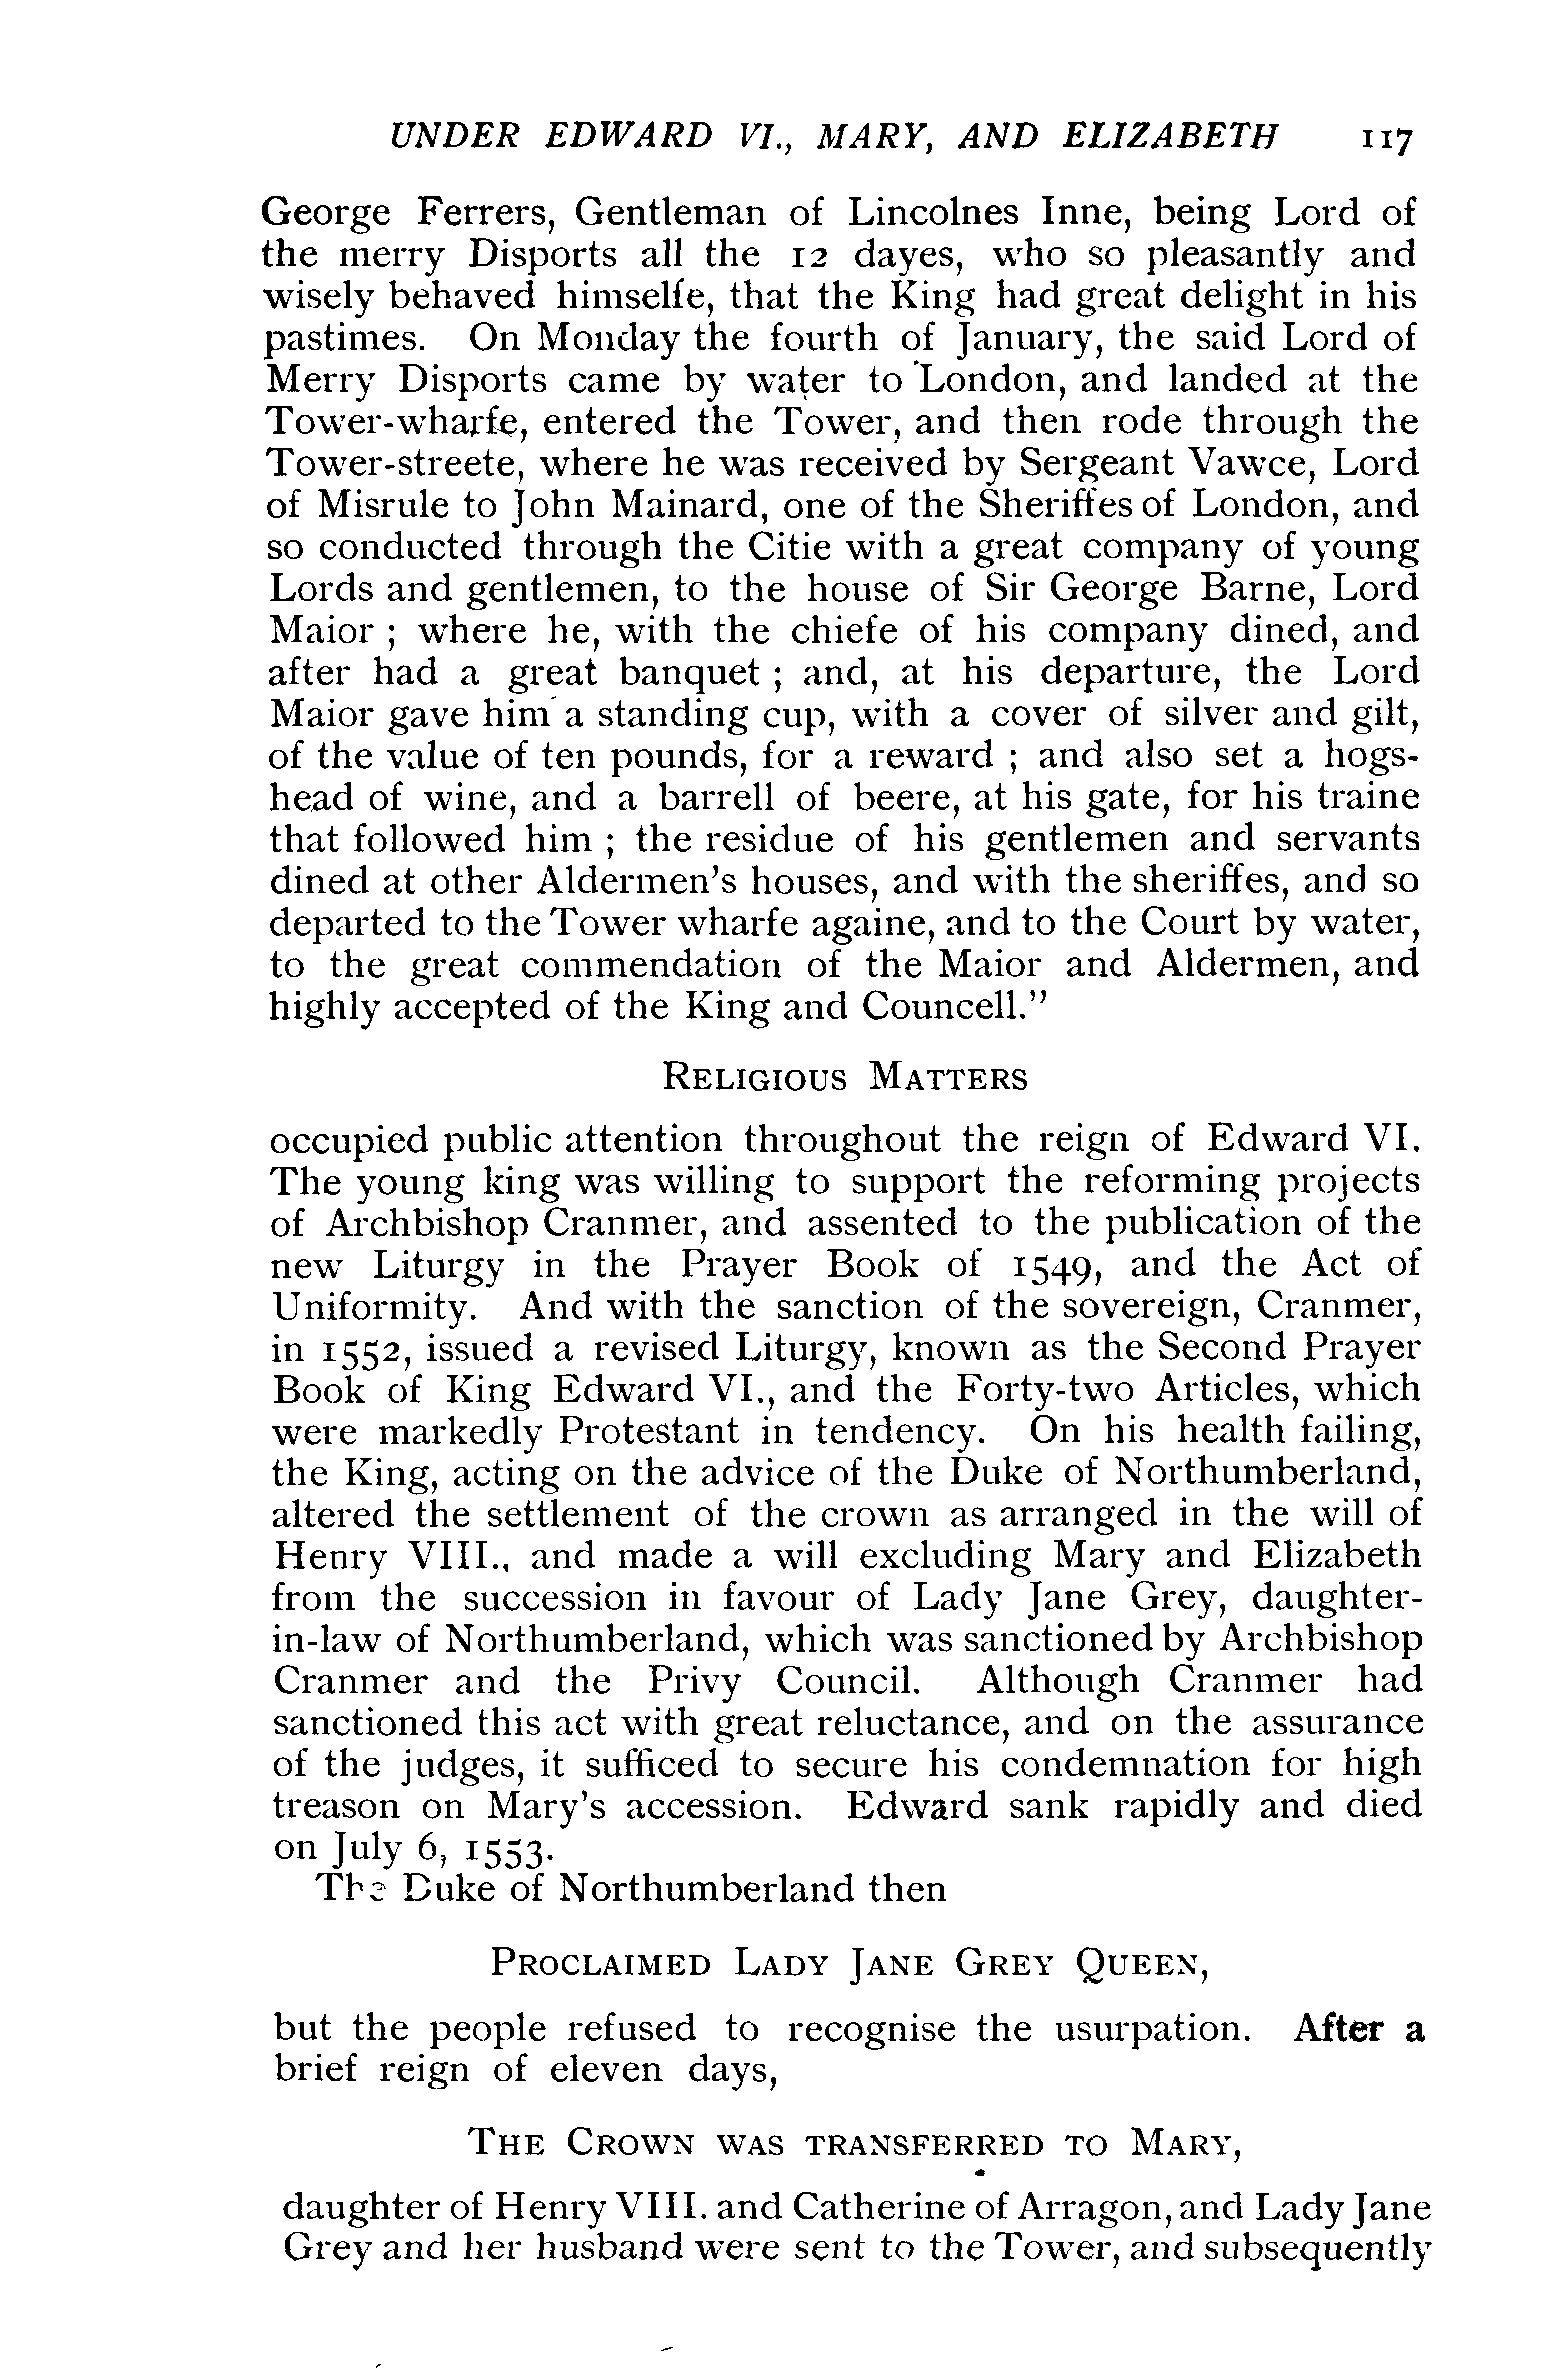 UNDER EDWARD VI., MARY, AND ELIZABETH 117
George Ferrers, Gentleman of Lincolnes Inne, being Lord of
the merry Disports all the 12 dayes, who so pleasantly and
wisely behaved himselfe, that the King had great delight in his
pastimes. On Monday the fourth of January, the said Lord of
Merry Disports came by water to London, and landed at the
Tower-wharfe, entered the Tower, and then rode through the
Tower-streete, where he was received by Sergeant Vawce, Lord
of Misrule to John Mainard, one of the Sheriffes of London, and
so conducted through the Citie with a great company of young
Lords and gentlemen, to the house of Sir George Barne, Lord
Maior ; where he, with the chiefe of his company dined, and
after had a great banquet ; and, at his departure, the Lord
Maior gave him a standing cup, with a cover of silver and gilt,
of the value of ten pounds, for a reward ; and also set a hogs-
head of wine, and a barrell of beere, at his gate, for his traine
that followed him ; the residue of his gentlemen and servants
dined at other Aldermen's houses, and with the sheriffes, and so
departed to the Tower wharfe againe, and to the Court by water,
to the great commendation of the Maior and Aldermen, and
highly accepted of the King and Councell."
RELIGIOUS MATTERS
occupied public attention throughout the reign of Edward VI.
The young king was willing to support the reforming projects
of Archbishop Cranmer, and assented to the publication of the
new Liturgy in the Prayer Book of 1549, and the Act of
Uniformity. And with the sanction of the sovereign, Cranmer,
in 1552, issued a revised Liturgy, known as the Second Prayer
Book of King Edward VI., and the Forty-two Articles, which
were markedly Protestant in tendency. On his health failing,
the King, acting on the advice of the Duke of Northumberland,
altered the settlement of the crown as arranged in the will of
Henry VIII., and made a will excluding Mary and Elizabeth
from the succession in favour of Lady Jane Grey, daughter-
in-law of Northumberland, which was sanctioned by Archbishop
Cranmer and the Privy Council. Although Cranmer had
sanctioned this act with great reluctance, and on the assurance
of the judges, it sufficed to secure his condemnation for high
treason on Mary's accession. Edward sank rapidly and died
on July 6, 1553.
The Duke of Northumberland then
PROCLAIMED LADY JANE GREY QUEEN,
but the people refused to recognise the usurpation. After a
brief reign of eleven days,
THE CROWN WAS TRANSFERRED TO MARY,
daughter of Henry VIII. and Catherine of Arragon, and Lady Jane
Grey and her husband were sent to the Tower, and subsequently